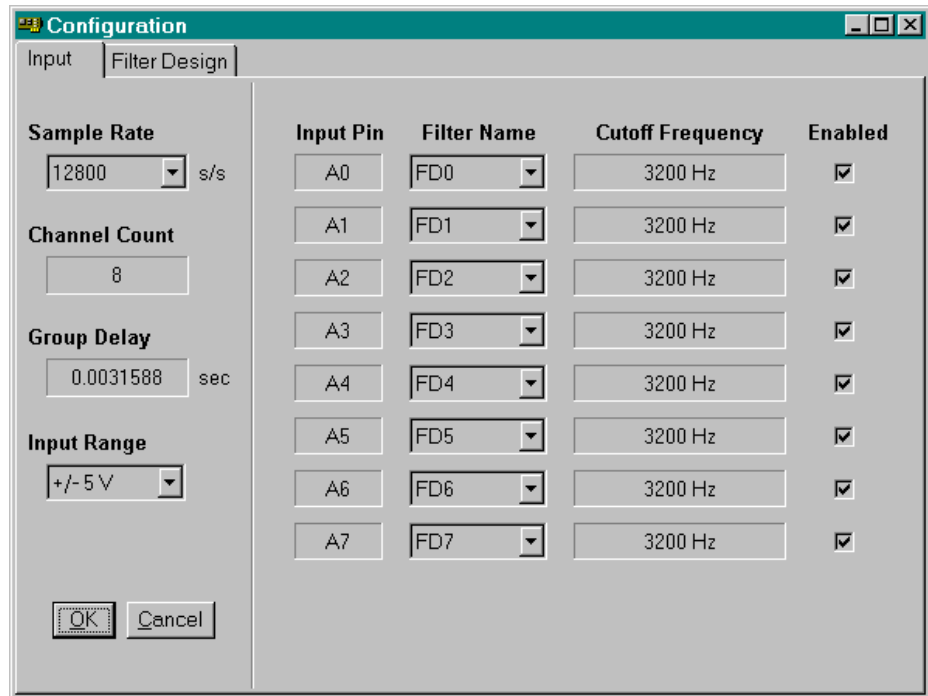 Configuration
Input
Filter Design
Sample Rate
12800 s/s
Channel Count
8
Group Delay
0.0031588 sec
Input Range
+/- 5 V
OK Cancel
Input Pin Filter Name Cutoff Frequency Enabled
A0 FD0 3200 Hz
A1 FD1 3200 Hz
A2 FD2 3200 Hz
A3 FD3 3200 Hz
A4 FD4 3200 Hz
A5 FD5 3200 Hz
A6 FD6 3200 Hz
A7 FD7 3200 Hz